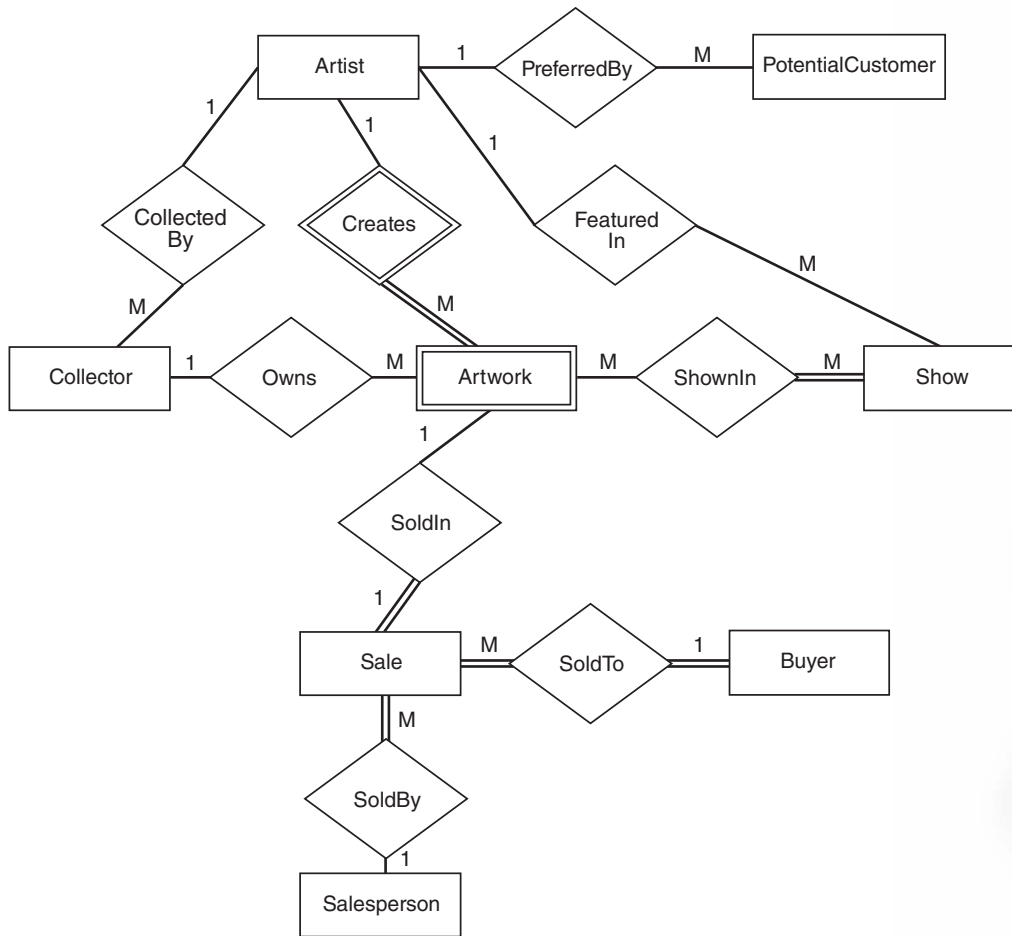 Artist
1
PreferredBy
M
PotentialCustomer
1
1
1
Collected
By
Creates
Featured
In
M
M
M
Collector
1
Owns
M
Artwork
M
ShownIn
M
Show
1
SoldIn
1
Sale
M
SoldTo
1
Buyer
M
SoldBy
1
Salesperson